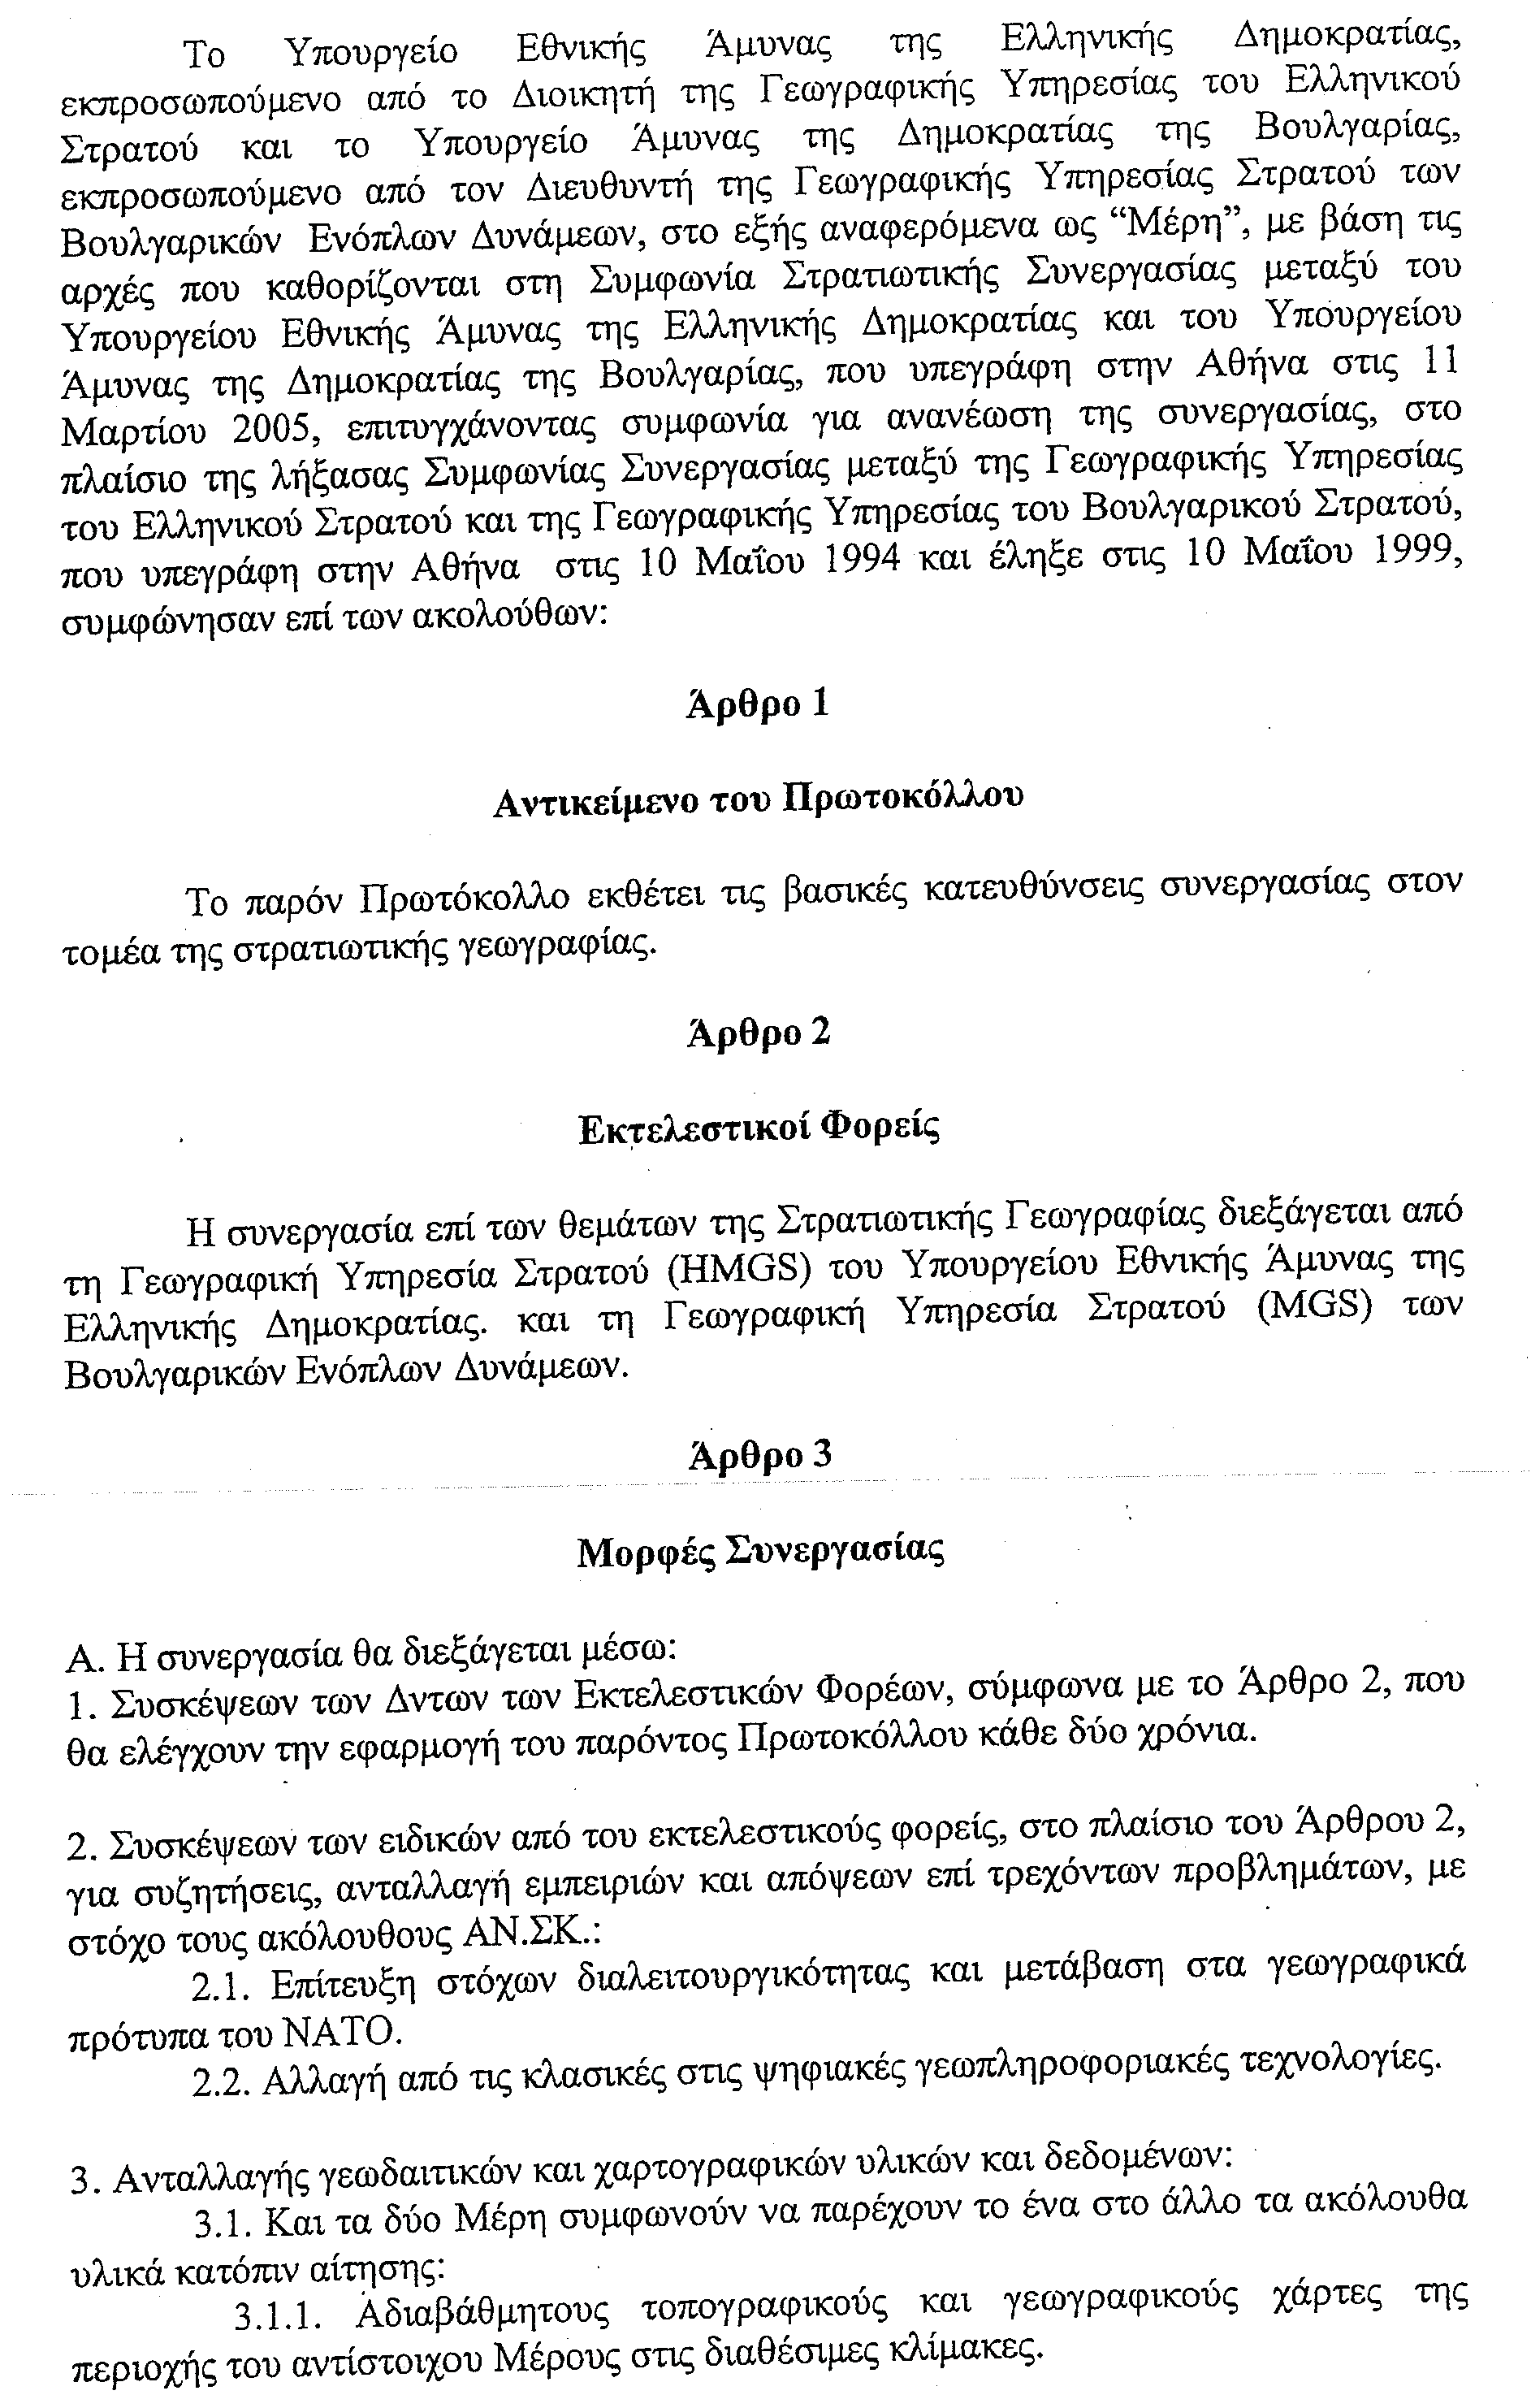 Το Υπουργείο Εθνικής Άμυνας της Ελληνικής Δημοκρατίας,
εκπροσωπούμενο από το Διοικητή της Γεωγραφικής Υπηρεσίας του Ελληνικού
Στρατού και το Υπουργείο Άμυνας της Δημοκρατίας της Βουλγαρίας,
εκπροσωπούμενο από τον Διευθυντή της Γεωγραφικής Υπηρεσίας Στρατού των
Βουλγαρικών Ενόπλων Δυνάμεων, στο εξής αναφερόμενα ως “Μέρη”, με βάση τις
αρχές που καθορίζονται στη Συμφωνία Στρατιωτικής Συνεργασίας μεταξύ του
Υπουργείου Εθνικής Άμυνας της Ελληνικής Δημοκρατίας και του Υπουργείου
Άμυνας της Δημοκρατίας της Βουλγαρίας, που υπεγράφη στην Αθήνα στις 11
Μαρτίου 2005, επιτυγχάνοντας συμφωνία για ανανέωση της συνεργασίας, στο
πλαίσιο της λήξασας Συμφωνίας Συνεργασίας μεταξύ της Γεωγραφικής Υπηρεσίας
του Ελληνικού Στρατού και της Γεωγραφικής Υπηρεσίας του Βουλγαρικού Στρατού,
που υπεγράφη στην Αθήνα στις 10 Μαΐου 1994 και έληξε στις 10 Μαΐου 1999,
συμφώνησαν επί των ακολούθων:
Άρθρο 1
Αντικείμενο του Πρωτοκόλλου
Το παρόν Πρωτόκολλο εκθέτει τις βασικές κατευθύνσεις συνεργασίας στον
τομέα της στρατιωτικής γεωγραφίας.
Άρθρο 2
Εκτελεστικοί Φορείς
Η συνεργασία επί των θεμάτων της Στρατιωτικής Γεωγραφίας διεξάγεται από
τη Γεωγραφική Υπηρεσία Στρατού (HMGS) του Υπουργείου Εθνικής Άμυνας της
Ελληνικής Δημοκρατίας. και τη Γεωγραφική Υπηρεσία Στρατού (MGS) των
Βουλγαρικών Ενόπλων Δυνάμεων.
Άρθρο 3
Μορφές Συνεργασίας
Α. Η συνεργασία θα διεξάγεται μέσω:
1. Συσκέψεων των Δντων των Εκτελεστικών Φορέων, σύμφωνα με το Άρθρο 2, που
θα ελέγχουν την εφαρμογή του παρόντος Πρωτοκόλλου κάθε δύο χρόνια.
2. Συσκέψεων των ειδικών από του εκτελεστικούς φορείς, στο πλαίσιο του Άρθρου 2,
για συζητήσεις, ανταλλαγή εμπειριών και απόψεων επί τρεχόντων προβλημάτων, με
στόχο τους ακόλουθους ΑΝ.ΣΚ.:
2.1. Επίτευξη στόχων διαλειτουργικότητας και μετάβαση στα γεωγραφικά
πρότυπα του ΝΑΤΟ.
2.2. Αλλαγή από τις κλασικές στις ψηφιακές γεωπληροφοριακές τεχνολογίες.
3. Ανταλλαγής γεωδαιτικών και χαρτογραφικών υλικών και δεδομένων:
3.1. Και τα δύο Μέρη συμφωνούν να παρέχουν το ένα στο άλλο τα ακόλουθα
υλικά κατόπιν αίτησης:
3.1.1. Αδιαβάθμητους τοπογραφικούς και γεωγραφικούς χάρτες της
περιοχής του αντίστοιχου Μέρους στις διαθέσιμες κλίμακες.